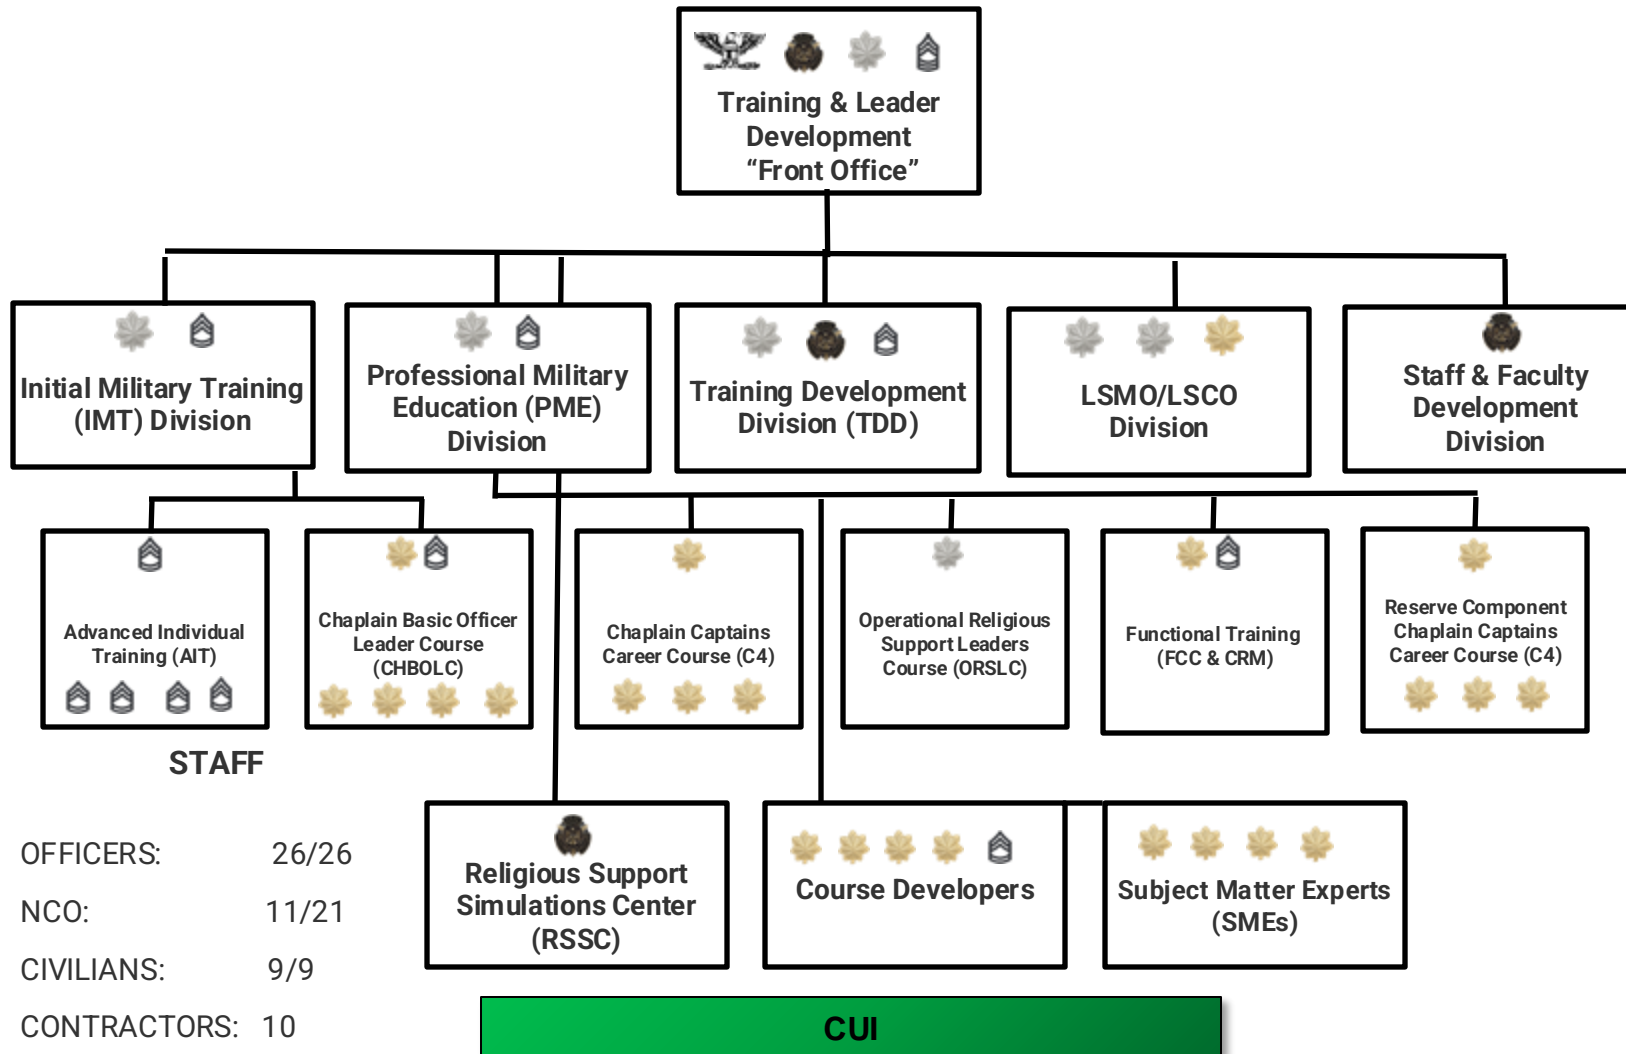 Training & Leader
Development
“Front Office”
Initial Military Training
(IMT) Division
Professional Military
Education (PME)
Division
Training Development
Division (TDD)
LSMO/LSCO
Division
Staff & Faculty
Development
Division
Advanced Individual
Training (AIT)
Chaplain Basic Officer
Leader Course
(CHBOLC)
Chaplain Captains
Career Course (C4)
Operational Religious
Support Leaders
Course (ORSLC)
Functional Training
(FCC & CRM)
Reserve Component
Chaplain Captains
Career Course (C4)
STAFF
OFFICERS: 26/26
NCO: 11/21
CIVILIANS: 9/9
CONTRACTORS: 10
Religious Support
Simulations Center
(RSSC)
Course Developers
Subject Matter Experts
(SMEs)
CUI